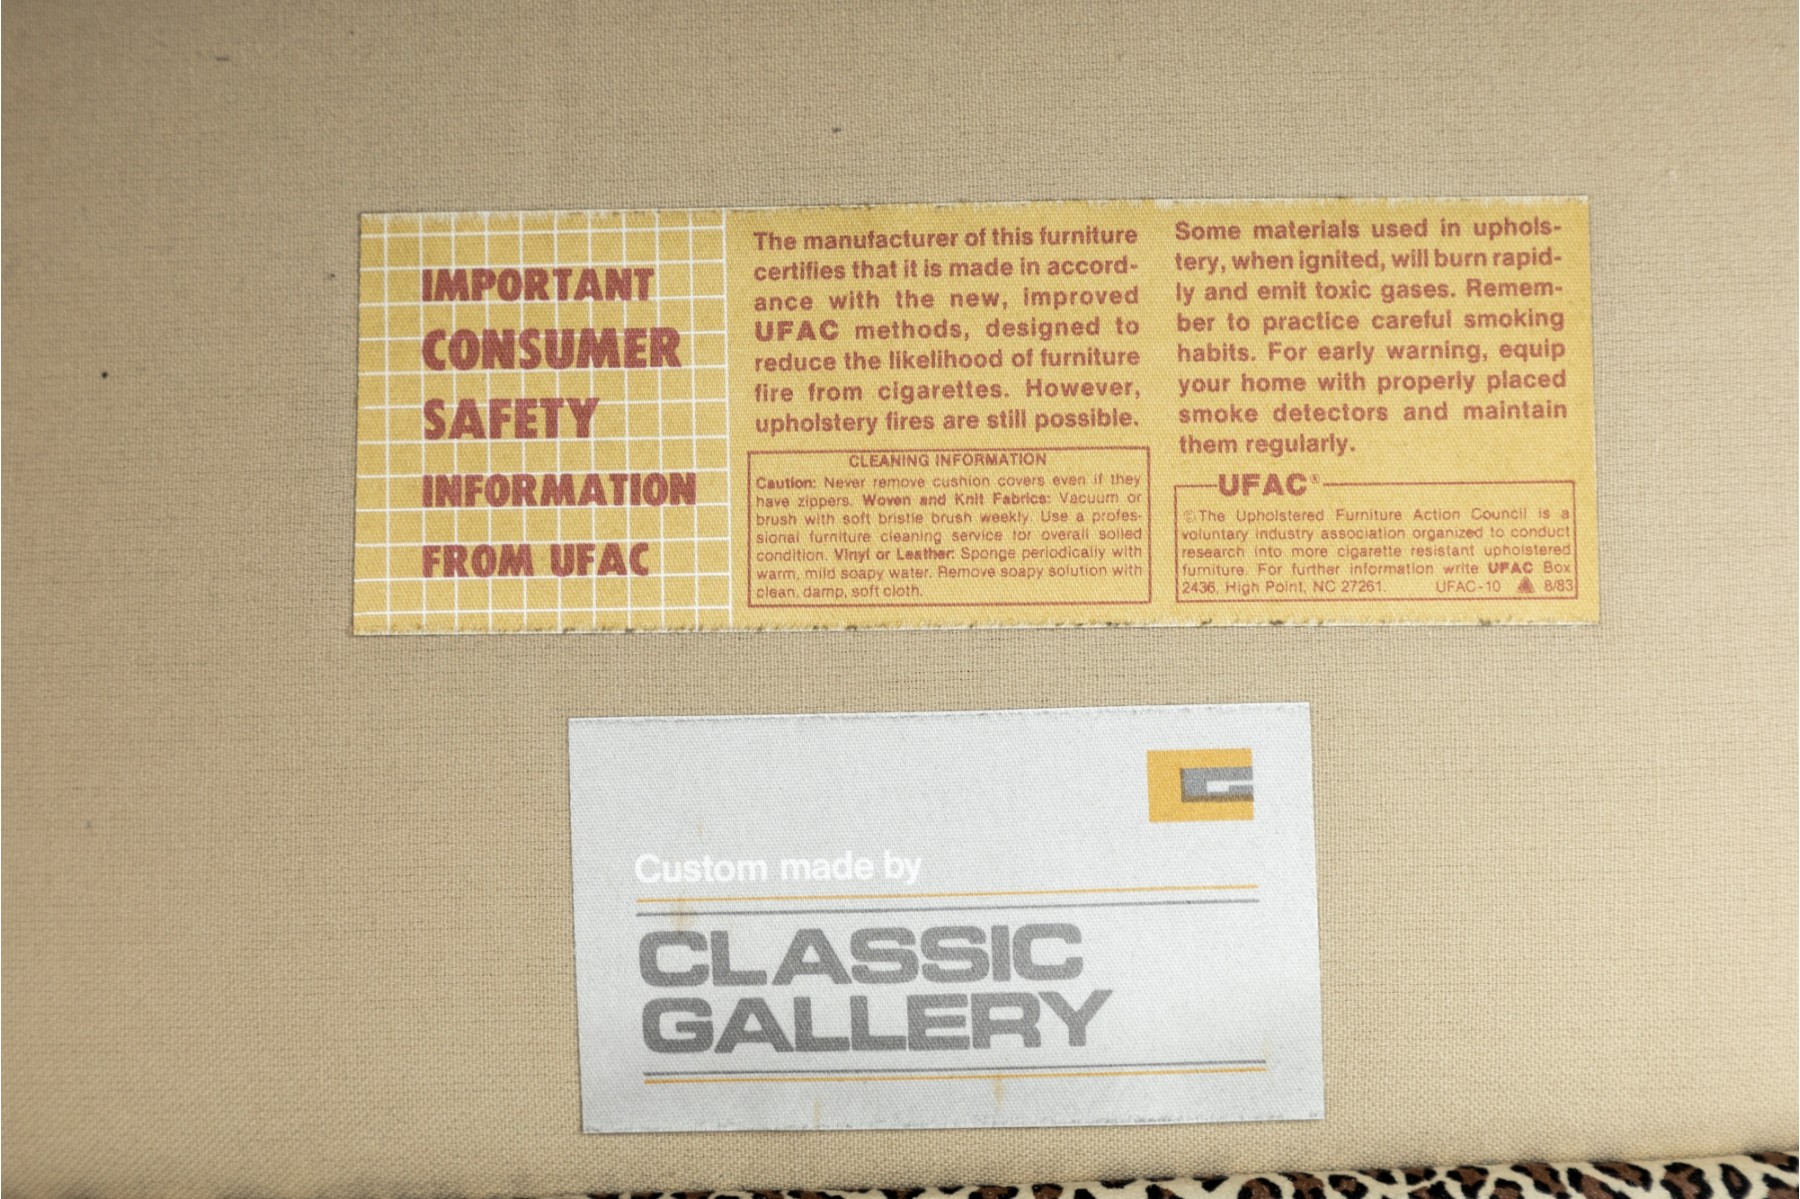 IMPORTANT
CONSUMER
SAFETY
INFORMATION
FROM UFAC
The manufacturer of this furniture
certifies that it is made in accord-
ance with the new, improved
UFAC methods, designed to
reduce the likelihood of furniture
fire from cigarettes. However,
upholstery fires are still possible.
CLEANING INFORMATION
Caution: Never remove cushion covers even if they
have zippers. Woven and Knit Fabrics: Vacuum or
brush with soft bristle brush weekly. Use a profes-
sional furniture cleaning service for overall soiled
condition. Vinyl or Leather: Sponge periodically with
warm, mild soapy water. Remove soapy solution with
clean, damp, soft cloth.
Some materials used in uphols-
tery, when ignited, will burn rapid-
ly and emit toxic gases. Remem-
ber to practice careful smoking
habits. For early warning, equip
your home with properly placed
smoke detectors and maintain
them regularly.
UFAC®
©The Upholstered Furniture Action Council is a
voluntary industry association organized to conduct
research into more cigarette resistant upholstered
furniture. For further information write UFAC Box
2436, High Point, NC 27261. UFAC-10 8/83
Custom made by
CLASSIC
GALLERY